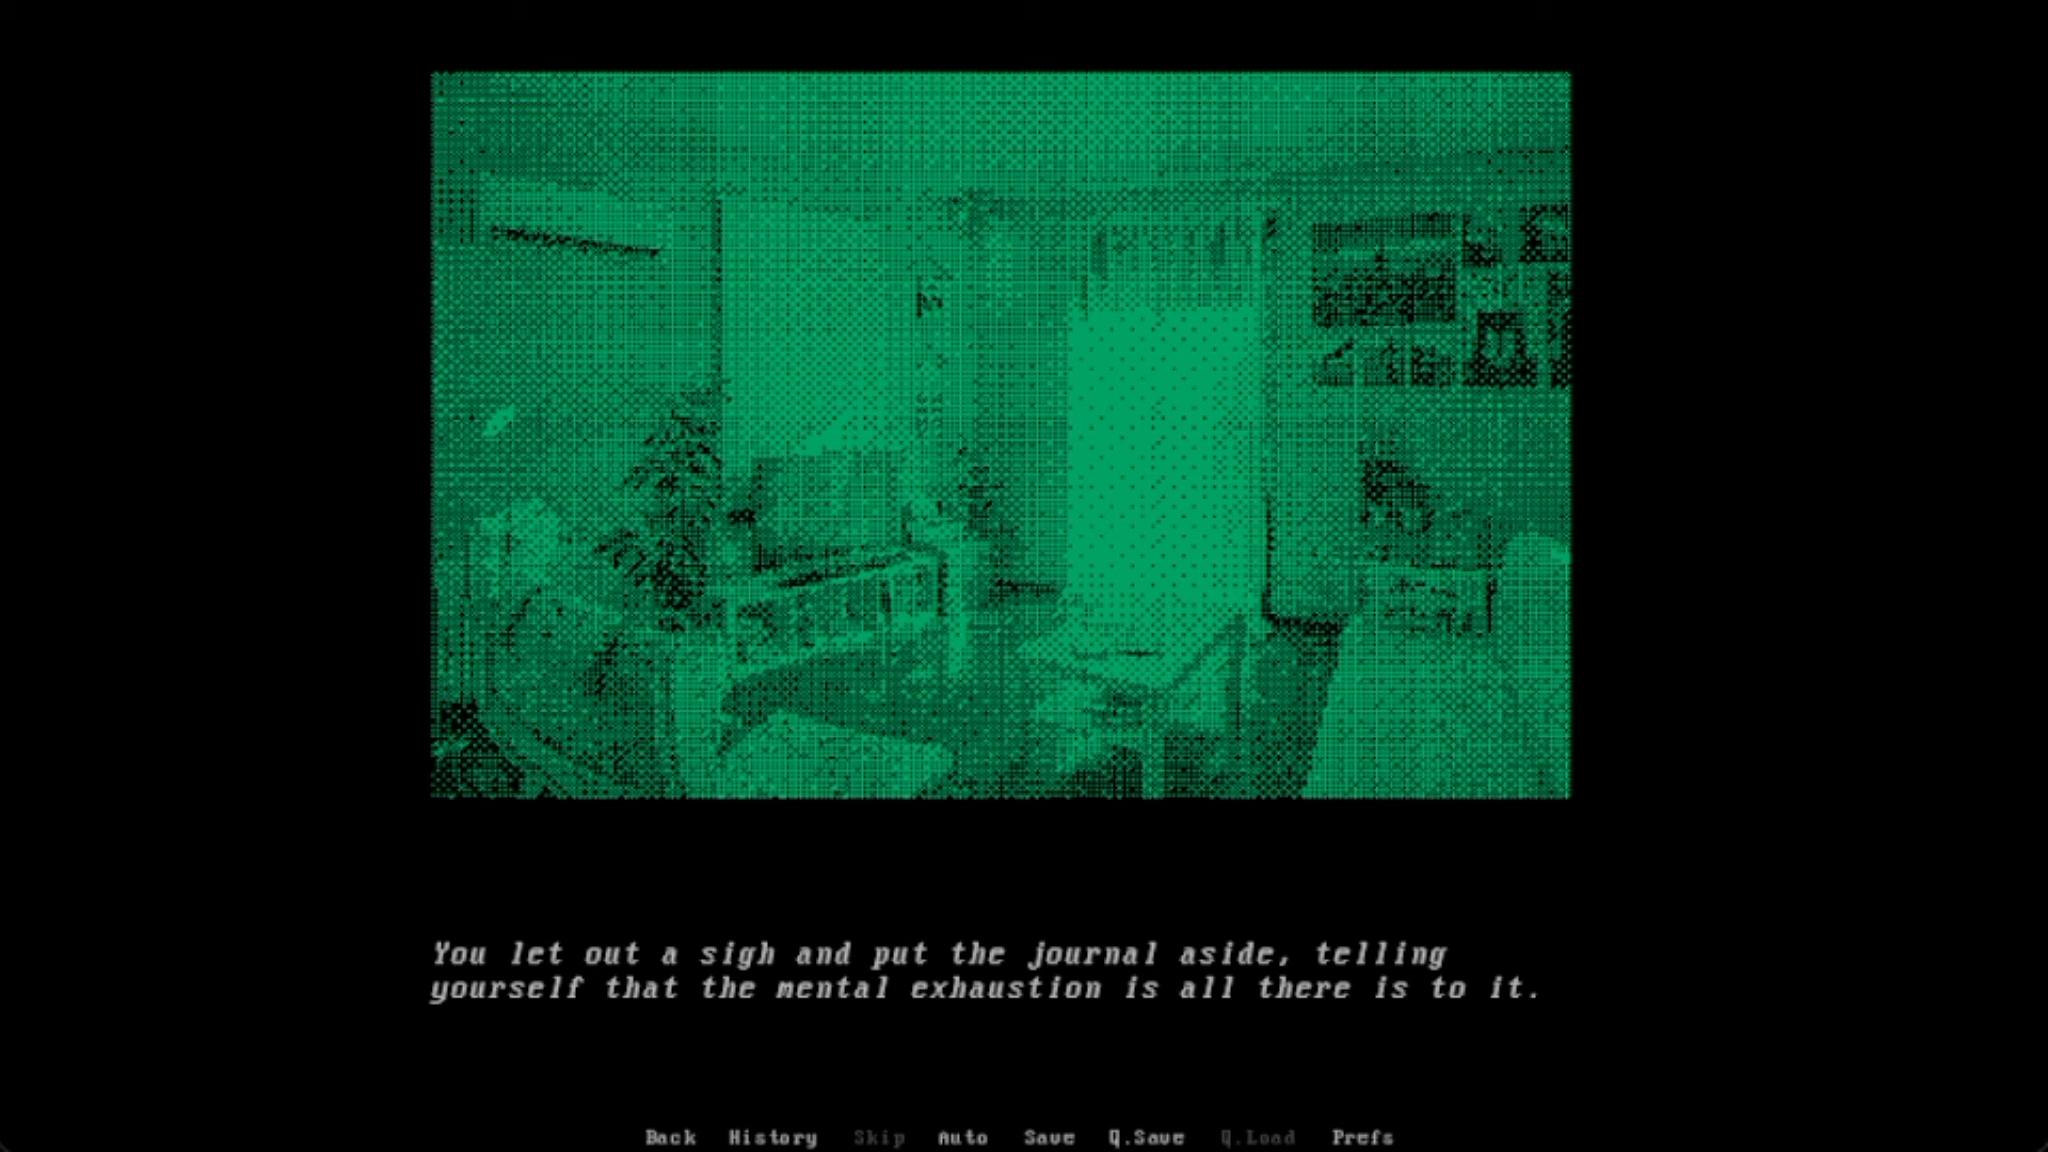 You let out a sigh and put the journal aside, telling
yourself that the mental exhaustion is all there is to it.
Back History Skip Auto Save Q.Save Q.Load Prefs